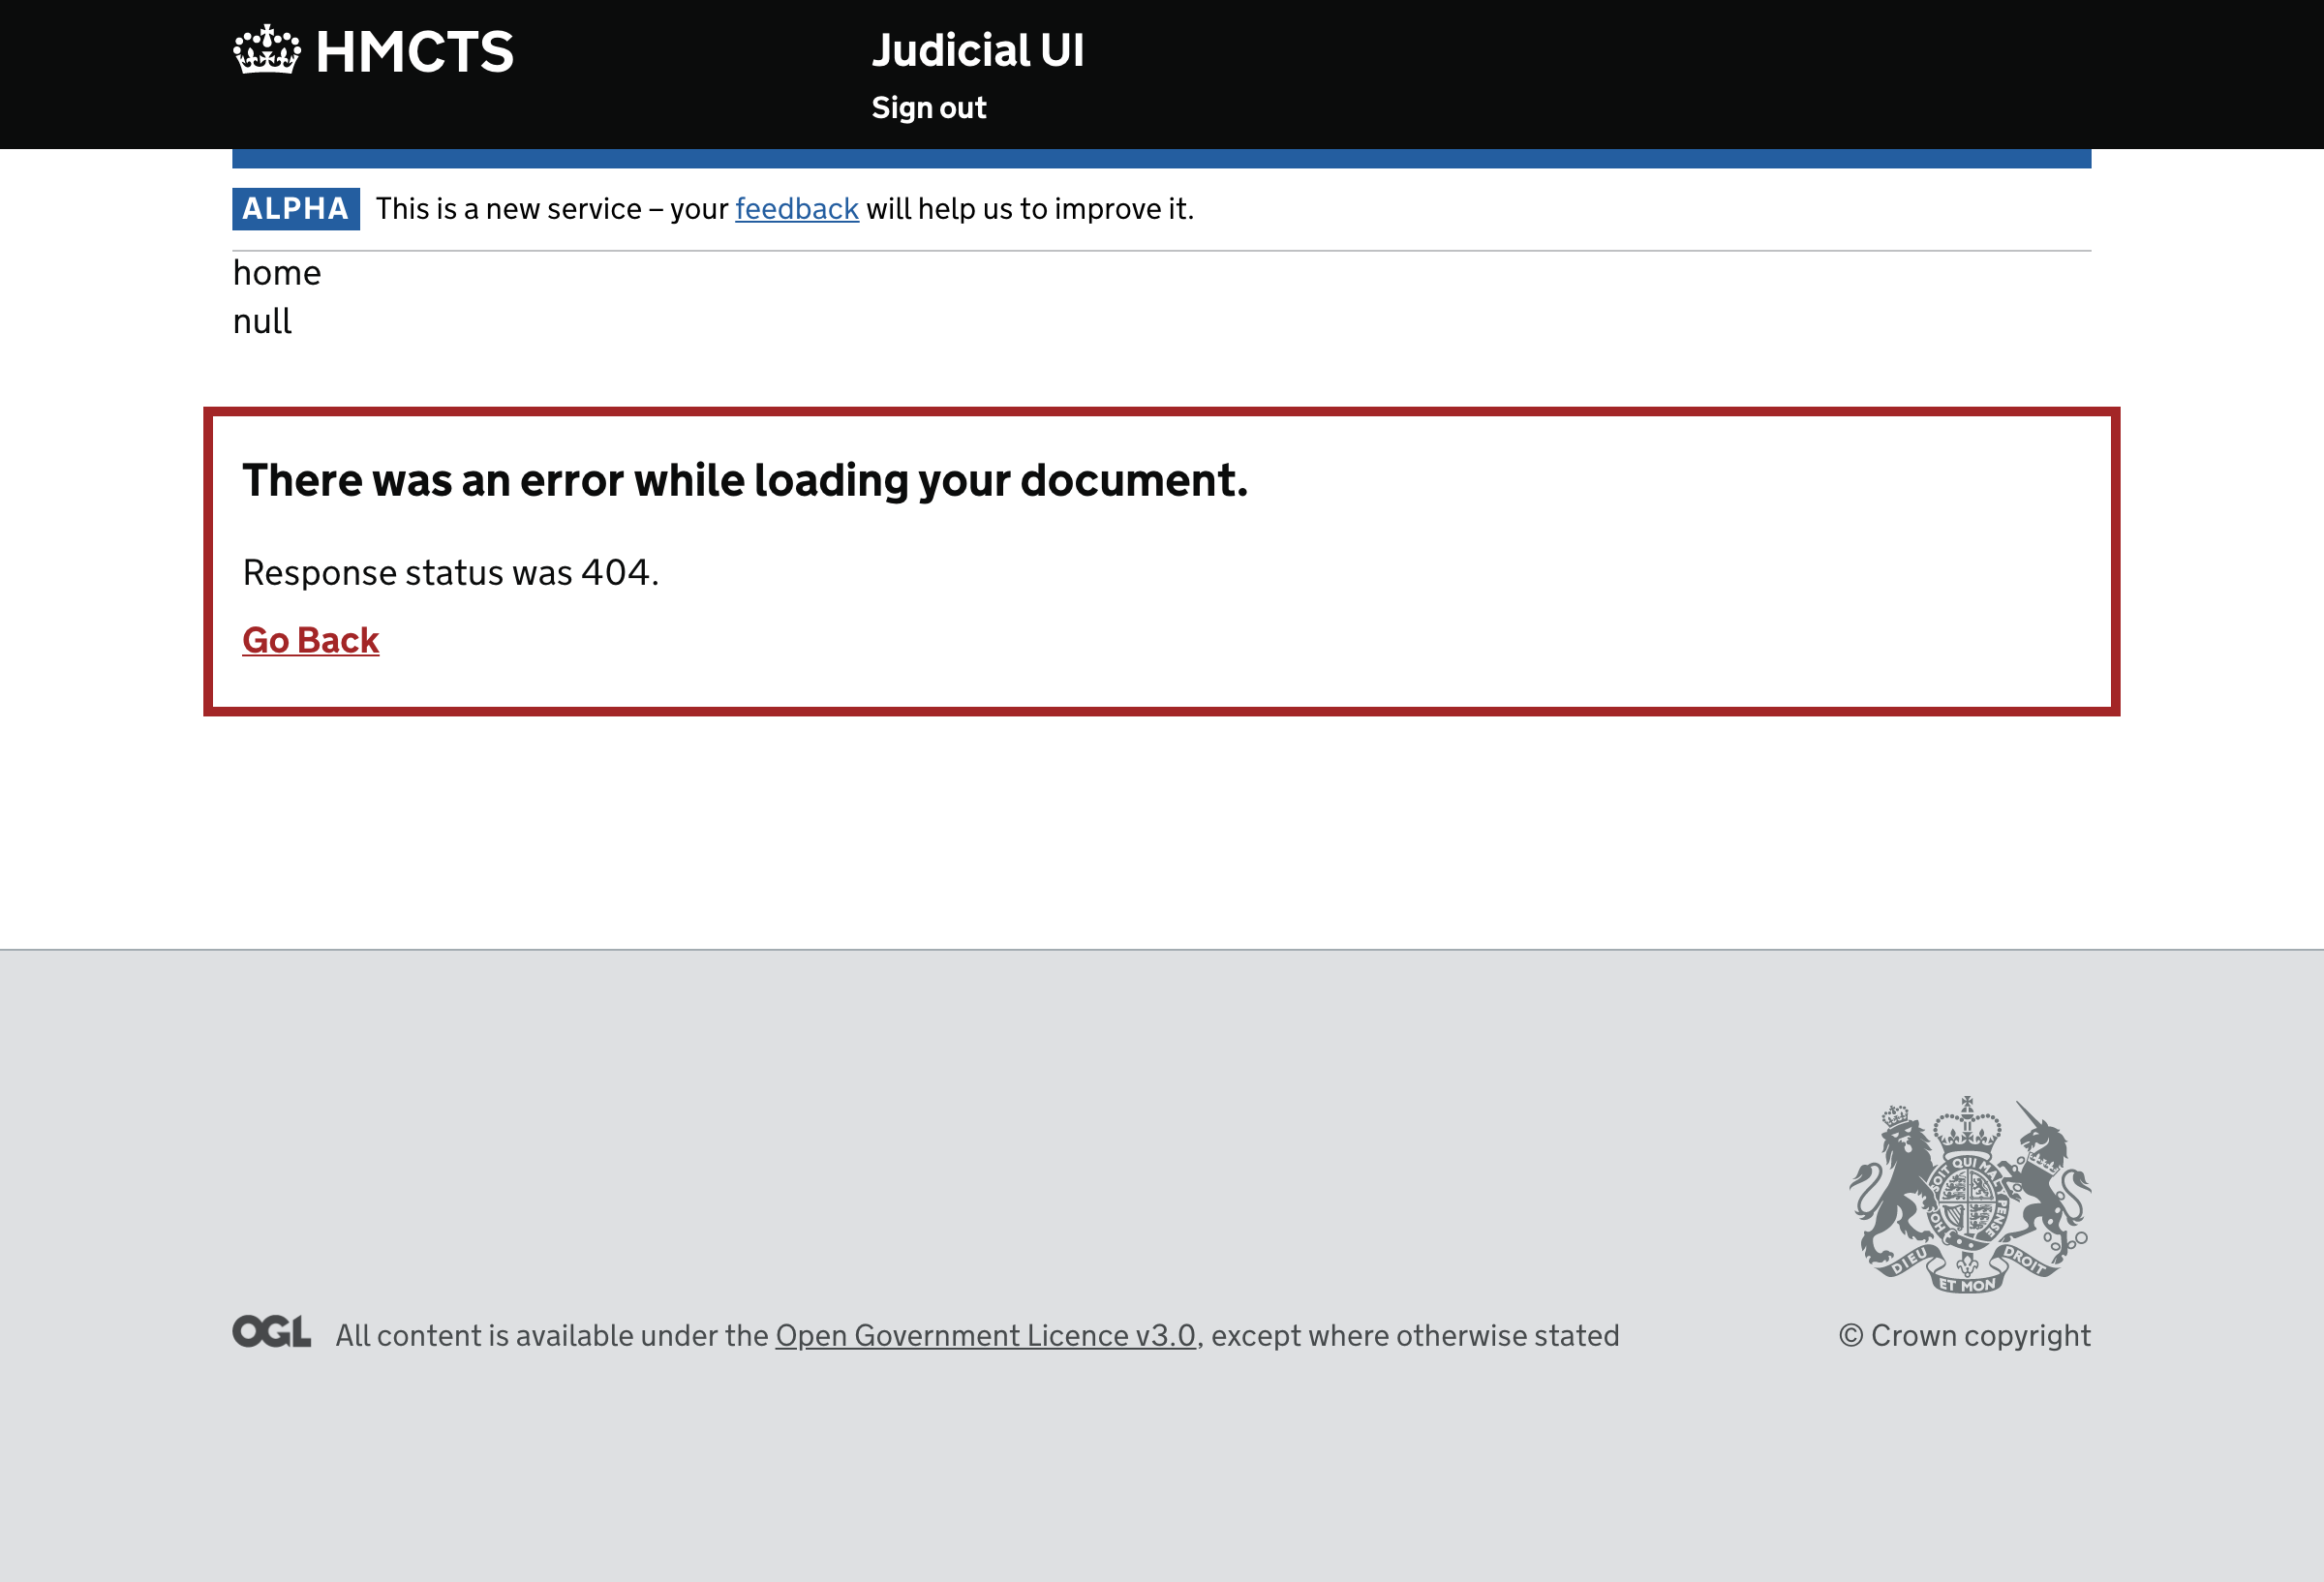 HMCTS
Judicial UI
Sign out
ALPHA This is a new service – your feedback will help us to improve it.
home
null
There was an error while loading your document.
Response status was 404.
Go Back
HONI SOIT QUI MAL Y PENSE
DIEU ET MON DROIT
OGL All content is available under the Open Government Licence v3.0, except where otherwise stated
© Crown copyright